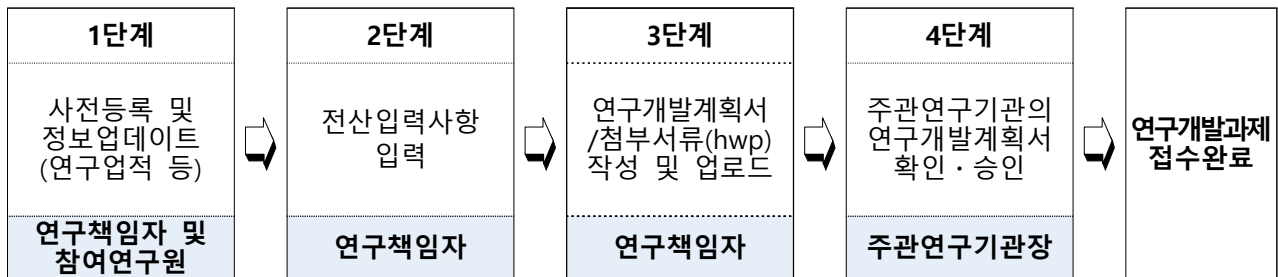 1단계
사전등록 및
정보업데이트
(연구업적 등)
연구책임자 및
참여연구원
2단계
전산입력사항
입력
연구책임자
3단계
연구개발계획서
/첨부서류(hwp)
작성 및 업로드
연구책임자
4단계
주관연구기관의
연구개발계획서
확인·승인
주관연구기관장
연구개발과제
접수완료